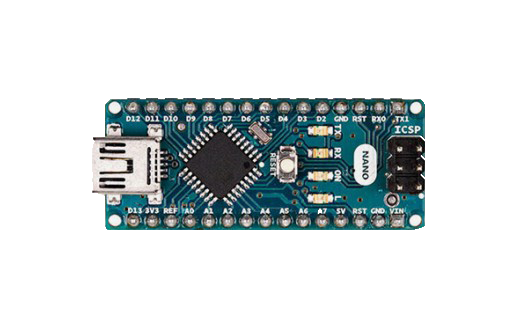 D12 D11 D10 D9 D8 D7 D6 D5 D4 D3 D2 GND RST RX0 TX1
TX
RX
ON
RESET
NANO
ICSP
D13 3V3 REF A0 A1 A2 A3 A4 A5 A6 A7 5V RST GND VIN